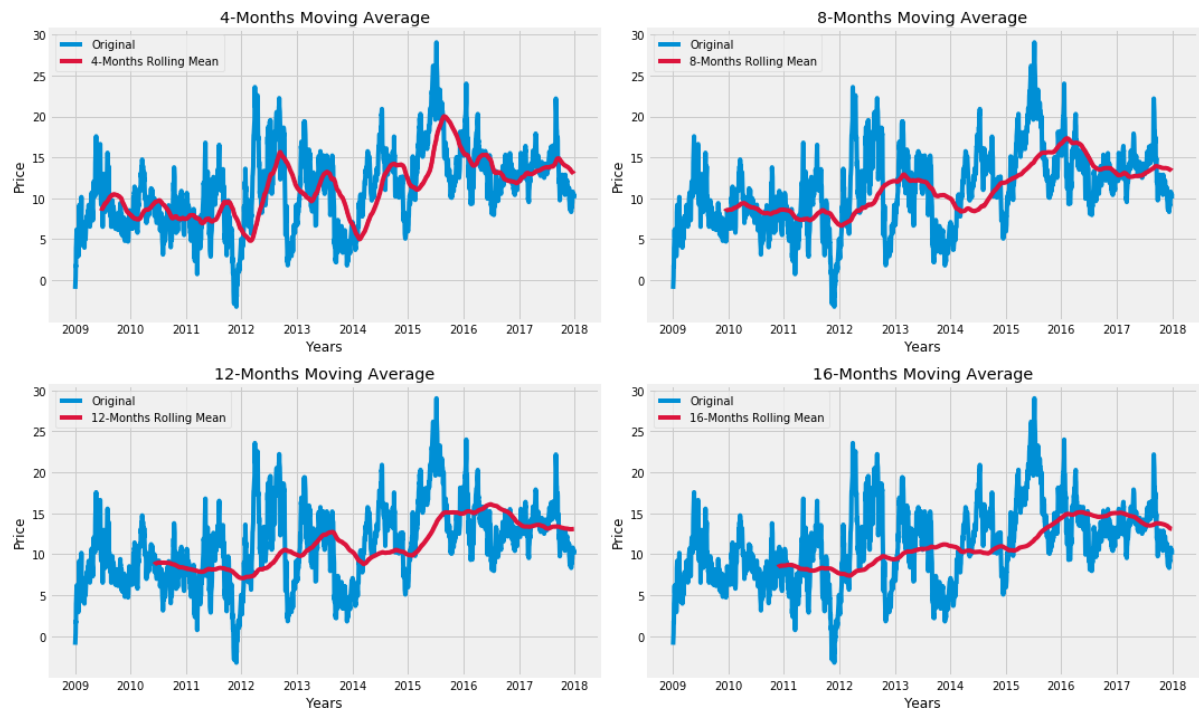 4-Months Moving Average
Original
4-Months Rolling Mean
30
25
20
15
10
5
0
Price
2009 2010 2011 2012 2013 2014 2015 2016 2017 2018
Years
8-Months Moving Average
Original
8-Months Rolling Mean
30
25
20
15
10
5
0
Price
2009 2010 2011 2012 2013 2014 2015 2016 2017 2018
Years
12-Months Moving Average
Original
12-Months Rolling Mean
30
25
20
15
10
5
0
Price
2009 2010 2011 2012 2013 2014 2015 2016 2017 2018
Years
16-Months Moving Average
Original
16-Months Rolling Mean
30
25
20
15
10
5
0
Price
2009 2010 2011 2012 2013 2014 2015 2016 2017 2018
Years